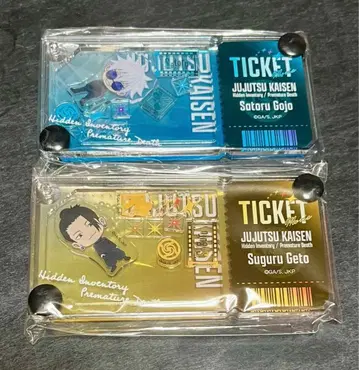 JUJUTSU
KAISEN
Hidden Inventory
Premature Death
TICKET
JUJUTSU KAISEN
Hidden Inventory / Premature Death
Satoru Gojo
©GA/S. JKP
JUJUTSU
KAISEN
Hidden Inventory
Premature Death
TICKET
JUJUTSU KAISEN
Hidden Inventory / Premature Death
Suguru Geto
©GA/S. JKP